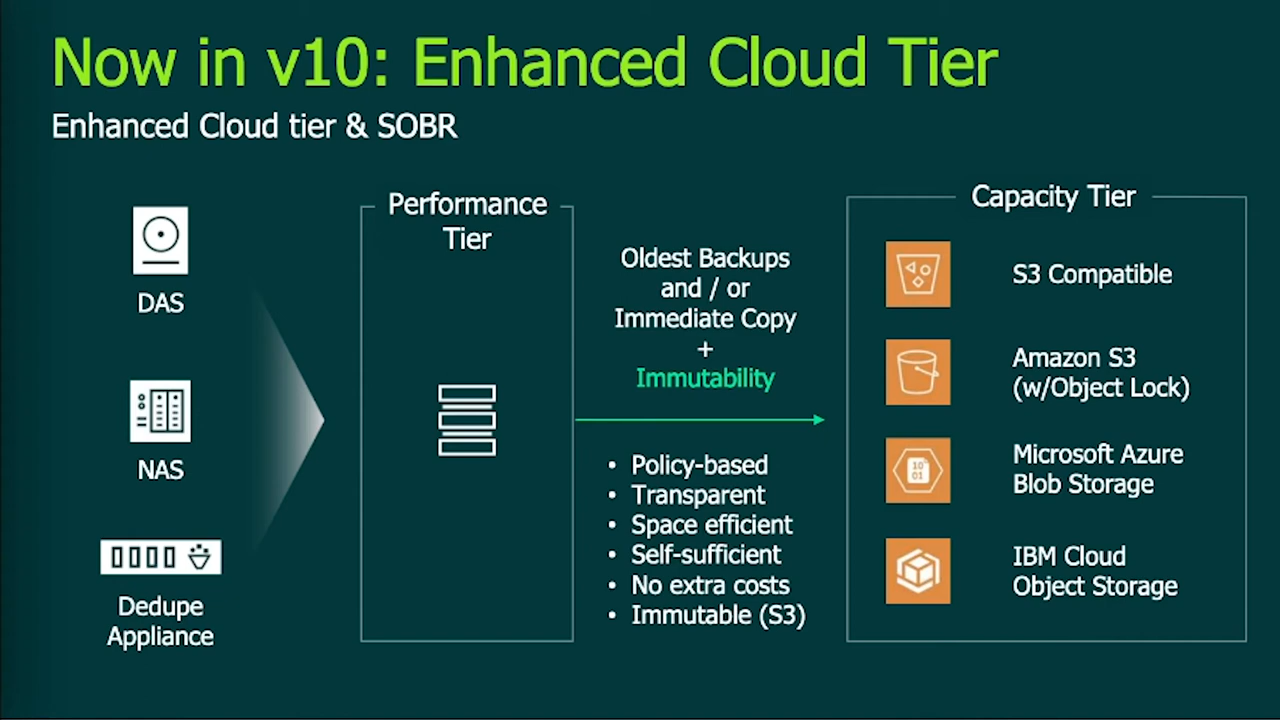 Now in v10: Enhanced Cloud Tier
Enhanced Cloud tier & SOBR
DAS
NAS
Dedupe
Appliance
Performance
Tier
Oldest Backups
and / or
Immediate Copy
+
Immutability
• Policy-based
• Transparent
• Space efficient
• Self-sufficient
• No extra costs
• Immutable (S3)
Capacity Tier
S3 Compatible
Amazon S3
(w/Object Lock)
10
01
Microsoft Azure
Blob Storage
IBM Cloud
Object Storage